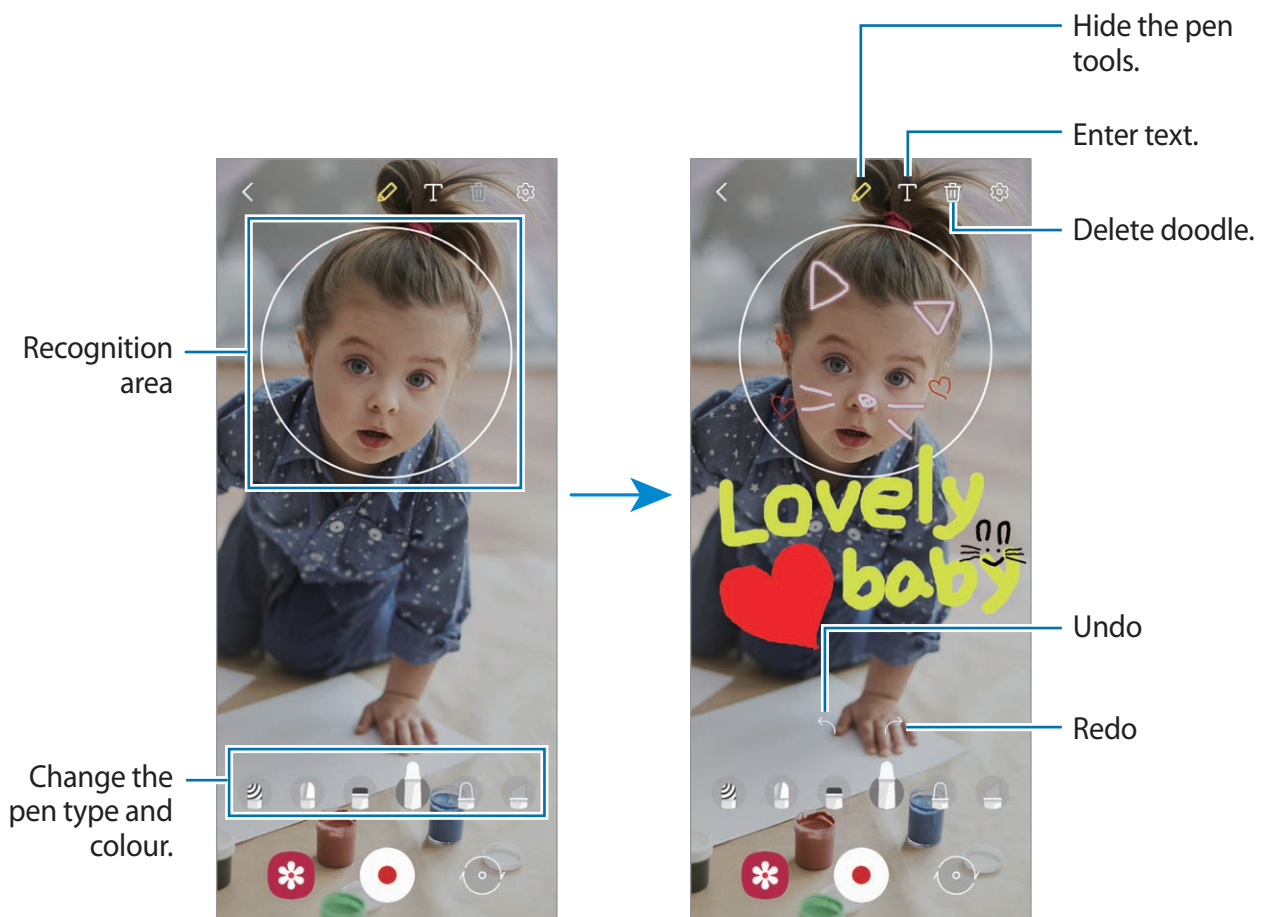 Hide the pen
tools.
Enter text.
Delete doodle.
Recognition
area
Lovely
baby
Undo
Redo
Change the
pen type and
colour.
T
T